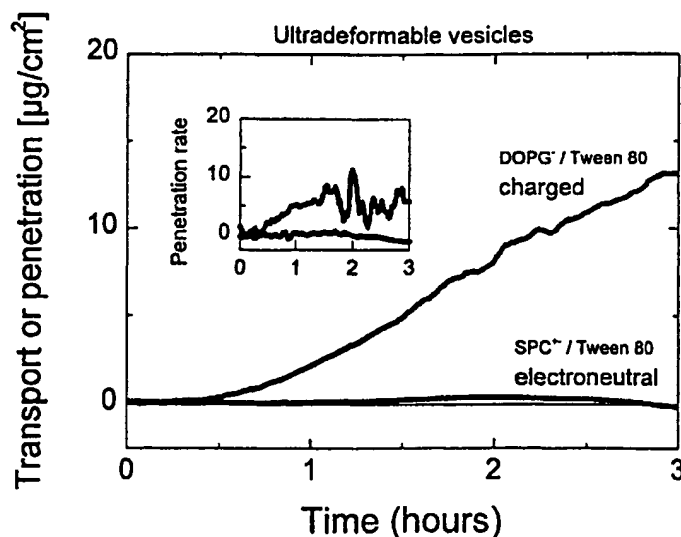 Ultradeformable vesicles
Transport or penetration [µg/cm²]
20
10
0
Penetration rate
20
10
0
0 1 2 3
DOPG⁻ / Tween 80
charged
SPC⁺⁻ / Tween 80
electroneutral
0 1 2 3
Time (hours)